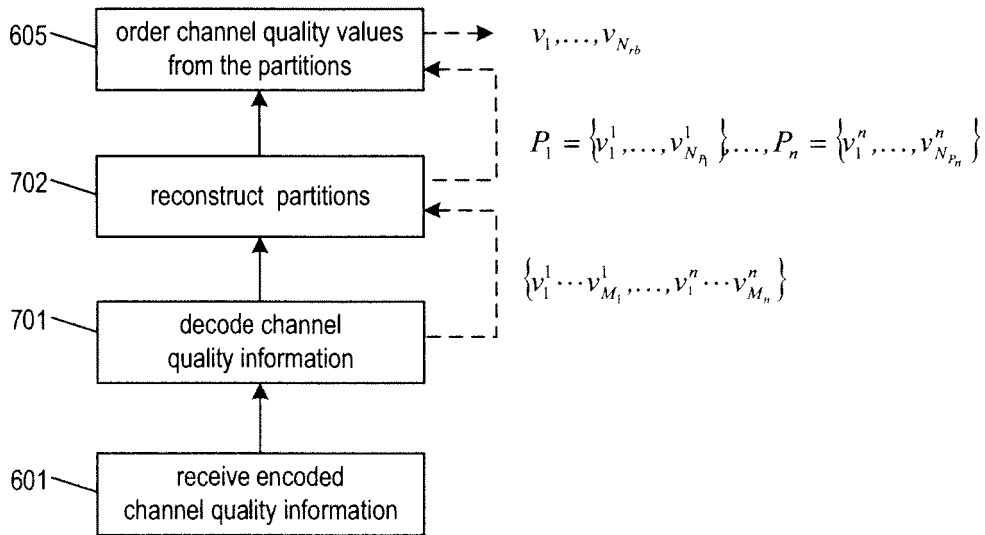 605
order channel quality values
from the partitions
v_1,...,v_{N_{rb}}
P_1 = {v_1^1,...,v_{N_{P_1}}^1},...,P_n = {v_1^n,...,v_{N_{P_n}}^n}
702
reconstruct partitions
{v_1^1 ⋯ v_{M_1}^1,...,v_1^n ⋯ v_{M_n}^n}
701
decode channel
quality information
601
receive encoded
channel quality information